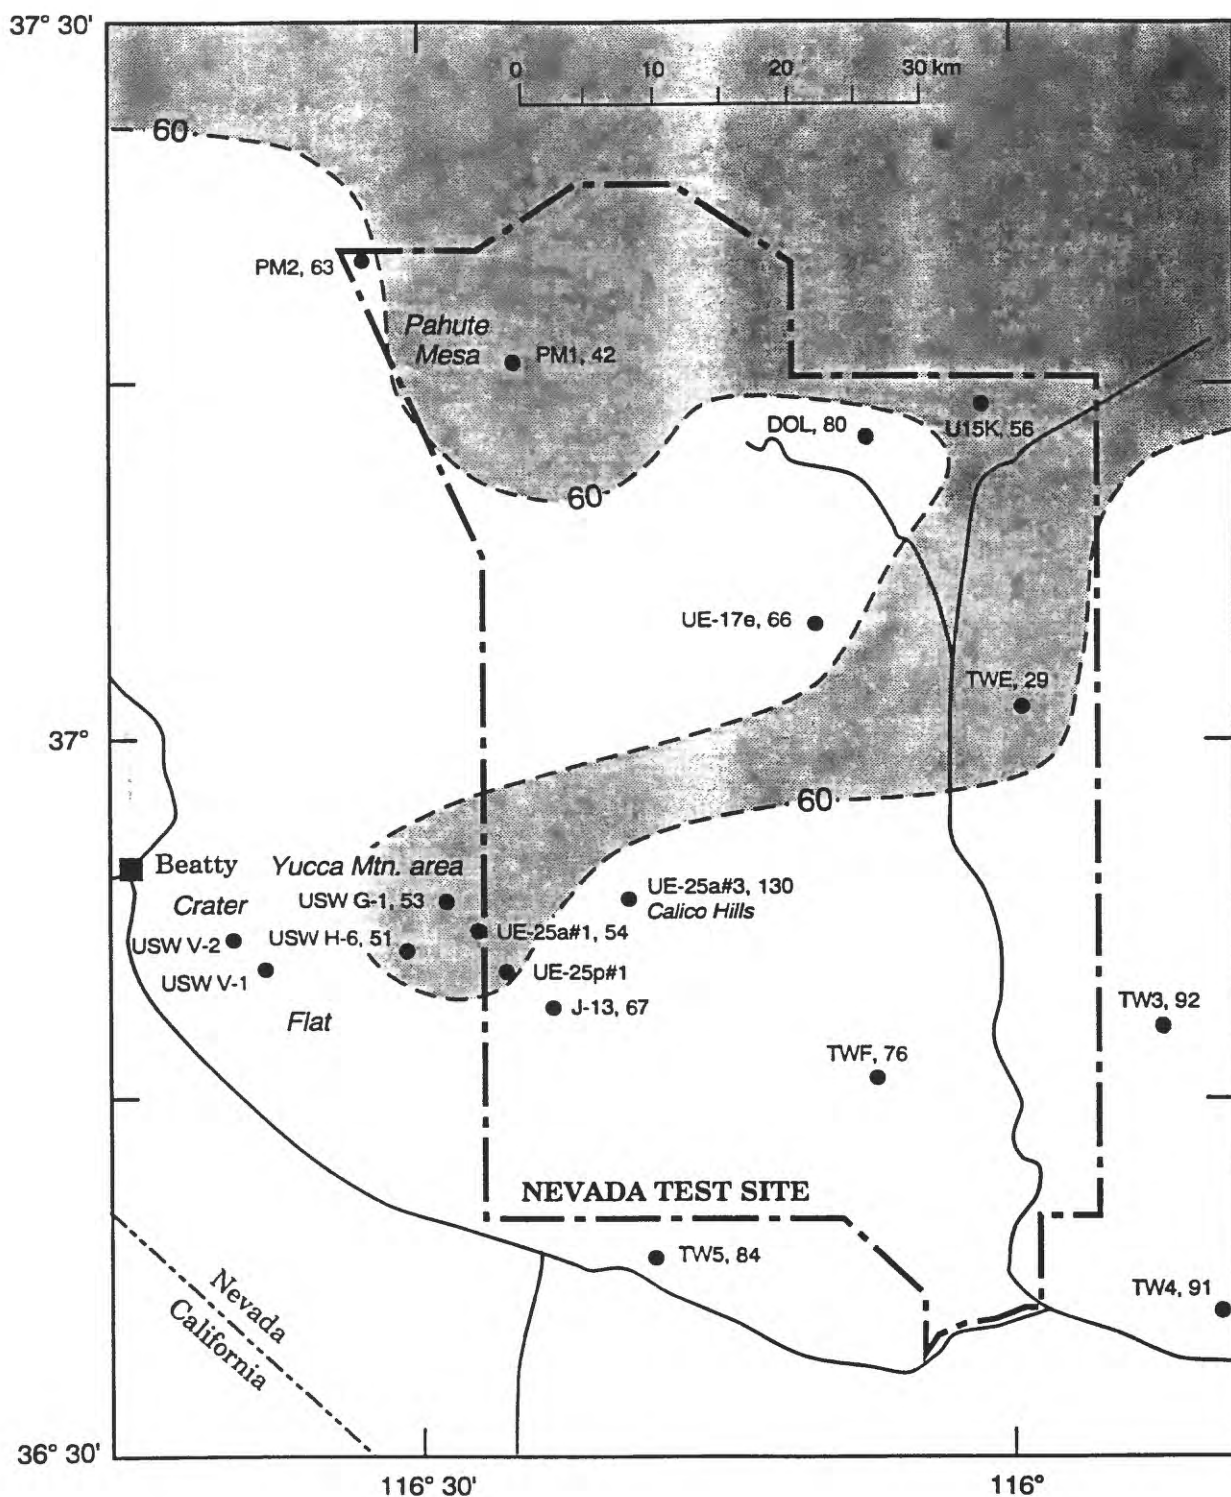 37° 30'
0 10 20 30 km
60
PM2, 63
Pahute
Mesa
PM1, 42
DOL, 80
U15K, 56
60
UE-17e, 66
TWE, 29
37°
60
Beatty
Yucca Mtn. area
Crater
USW G-1, 53
UE-25a#3, 130
Calico Hills
USW V-2
USW H-6, 51
UE-25a#1, 54
USW V-1
UE-25p#1
Flat
J-13, 67
TW3, 92
TWF, 76
NEVADA TEST SITE
TW5, 84
TW4, 91
Nevada
California
36° 30'
116° 30'
116°